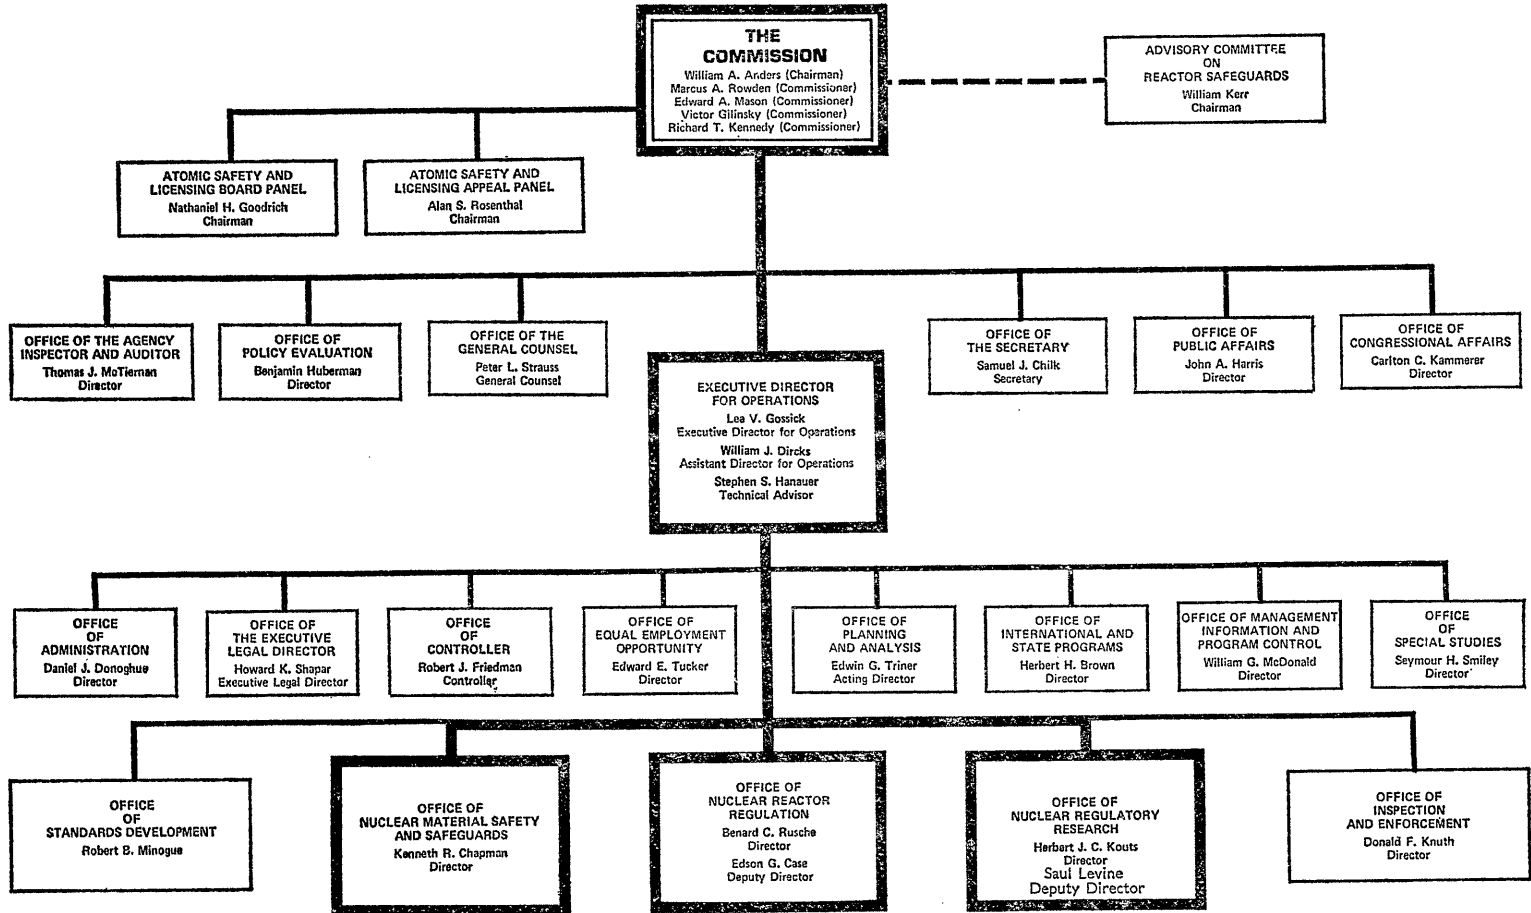 THE
COMMISSION
William A. Anders (Chairman)
Marcus A. Rowden (Commissioner)
Edward A. Mason (Commissioner)
Victor Gilinsky (Commissioner)
Richard T. Kennedy (Commissioner)
ADVISORY COMMITTEE
ON
REACTOR SAFEGUARDS
William Kerr
Chairman
ATOMIC SAFETY AND
LICENSING BOARD PANEL
Nathaniel H. Goodrich
Chairman
ATOMIC SAFETY AND
LICENSING APPEAL PANEL
Alan S. Rosenthal
Chairman
OFFICE OF THE AGENCY
INSPECTOR AND AUDITOR
Thomas J. McTiernan
Director
OFFICE OF
POLICY EVALUATION
Benjamin Huberman
Director
OFFICE OF THE
GENERAL COUNSEL
Peter L. Strauss
General Counsel
OFFICE OF
THE SECRETARY
Samuel J. Chilk
Secretary
OFFICE OF
PUBLIC AFFAIRS
John A. Harris
Director
OFFICE OF
CONGRESSIONAL AFFAIRS
Carlton C. Kammerer
Director
EXECUTIVE DIRECTOR
FOR OPERATIONS
Lee V. Gossick
Executive Director for Operations
William J. Dircks
Assistant Director for Operations
Stephen S. Hanauer
Technical Advisor
OFFICE
OF
ADMINISTRATION
Daniel J. Donoghue
Director
OFFICE OF
THE EXECUTIVE
LEGAL DIRECTOR
Howard K. Shapar
Executive Legal Director
OFFICE
OF
CONTROLLER
Robert J. Friedman
Controller
OFFICE OF
EQUAL EMPLOYMENT
OPPORTUNITY
Edward E. Tucker
Director
OFFICE OF
PLANNING
AND ANALYSIS
Edwin G. Triner
Acting Director
OFFICE OF
INTERNATIONAL AND
STATE PROGRAMS
Herbert H. Brown
Director
OFFICE OF MANAGEMENT
INFORMATION AND
PROGRAM CONTROL
William G. McDonald
Director
OFFICE
OF
SPECIAL STUDIES
Seymour H. Smiley
Director
OFFICE
OF
STANDARDS DEVELOPMENT
Robert B. Minogue
OFFICE OF
NUCLEAR MATERIAL SAFETY
AND SAFEGUARDS
Kenneth R. Chapman
Director
OFFICE OF
NUCLEAR REACTOR
REGULATION
Benard C. Rusche
Director
Edson G. Case
Deputy Director
OFFICE OF
NUCLEAR REGULATORY
RESEARCH
Herbert J. C. Kouts
Director
Saul Levine
Deputy Director
OFFICE OF
INSPECTION
AND ENFORCEMENT
Donald F. Knuth
Director